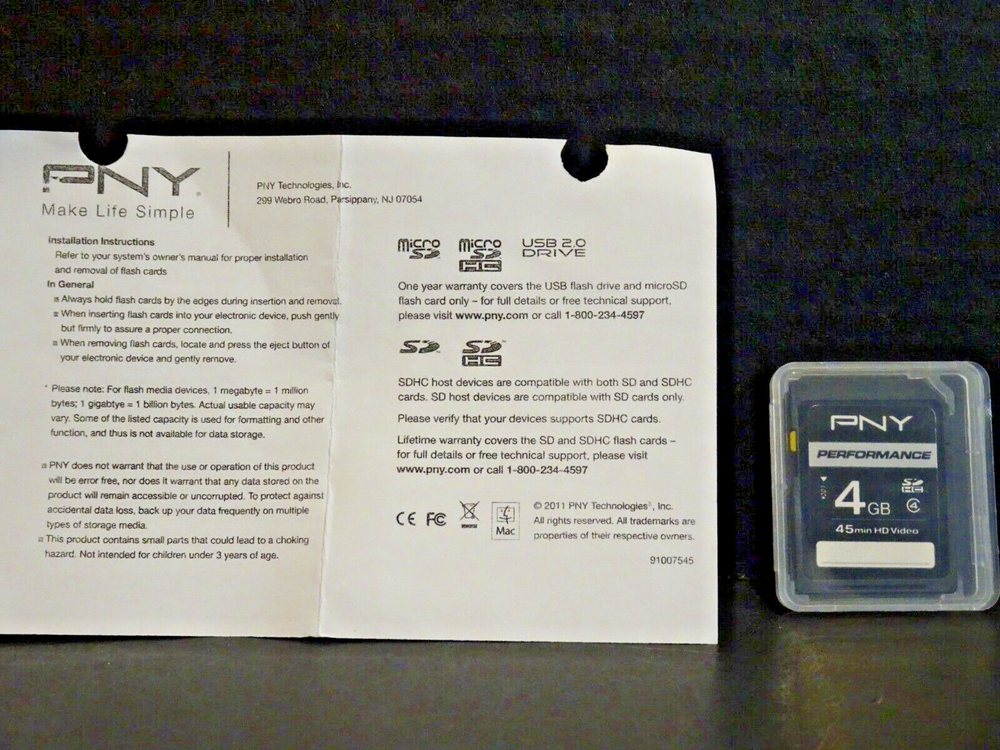 PNY
Make Life Simple
PNY Technologies, Inc.
299 Webro Road, Parsippany, NJ 07054
Installation Instructions
Refer to your system's owner's manual for proper installation
and removal of flash cards
In General
Always hold flash cards by the edges during insertion and removal.
When inserting flash cards into your electronic device, push gently
but firmly to assure a proper connection.
When removing flash cards, locate and press the eject button of
your electronic device and gently remove.
* Please note: For flash media devices, 1 megabyte = 1 million
bytes; 1 gigabtye = 1 billion bytes. Actual usable capacity may
vary. Some of the listed capacity is used for formatting and other
function, and thus is not available for data storage.
PNY does not warrant that the use or operation of this product
will be error free, nor does it warrant that any data stored on the
product will remain accessible or uncorrupted. To protect against
accidental data loss, back up your data frequently on multiple
types of storage media.
This product contains small parts that could lead to a choking
hazard. Not intended for children under 3 years of age.
Micro SD Micro SD HC USB 2.0 DRIVE
One year warranty covers the USB flash drive and microSD
flash card only – for full details or free technical support,
please visit www.pny.com or call 1-800-234-4597
SD SD HC
SDHC host devices are compatible with both SD and SDHC
cards. SD host devices are compatible with SD cards only.
Please verify that your devices supports SDHC cards.
Lifetime warranty covers the SD and SDHC flash cards –
for full details or free technical support, please visit
www.pny.com or call 1-800-234-4597
CE FC Mac
© 2011 PNY Technologies®, Inc.
All rights reserved. All trademarks are
properties of their respective owners.
91007545
PNY
PERFORMANCE
4GB
SD HC
4
45min HD Video